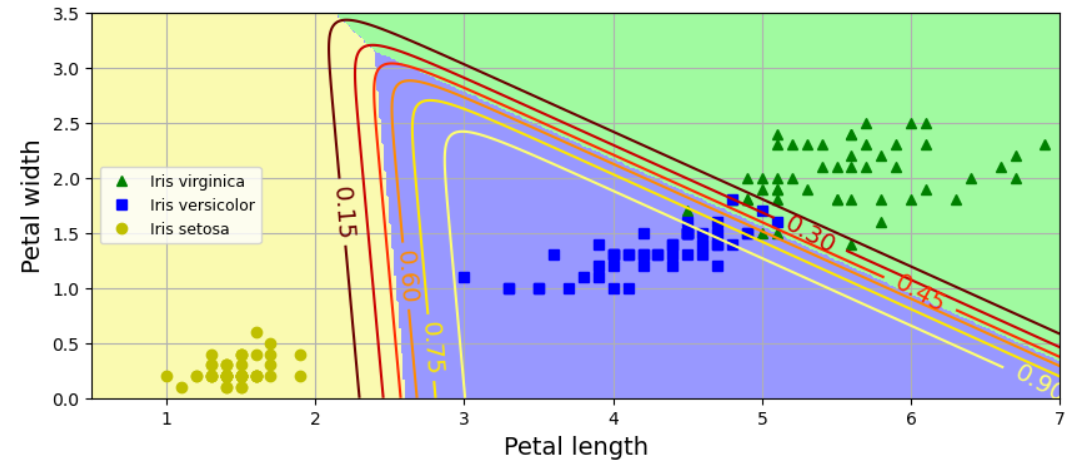 3.5
3.0
2.5
2.0
1.5
1.0
0.5
0.0
Petal width
Iris virginica
Iris versicolor
Iris setosa
0.15
0.60
0.75
0.30
0.45
0.90
1 2 3 4 5 6 7
Petal length